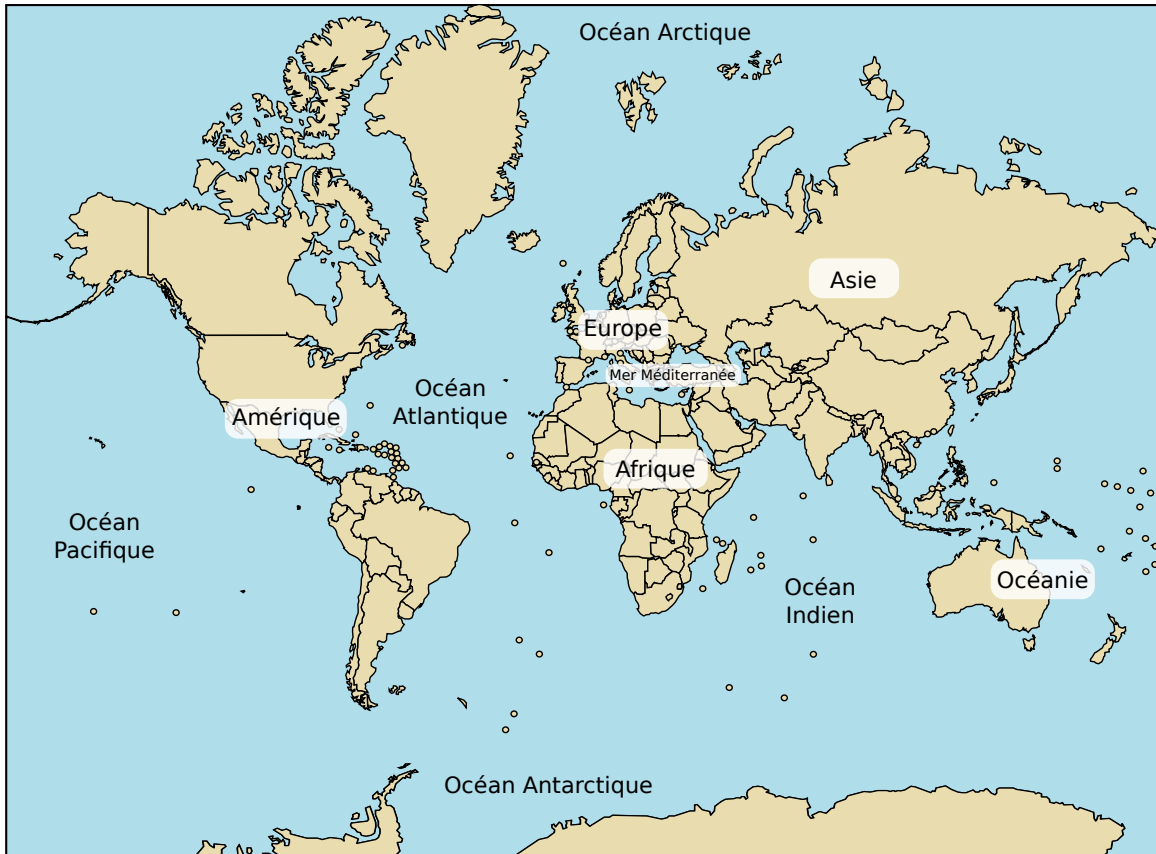 Océan Arctique
Asie
Europe
Mer Méditerranée
Océan
Atlantique
Amérique
Afrique
Océan
Pacifique
Océanie
Océan
Indien
Océan Antarctique